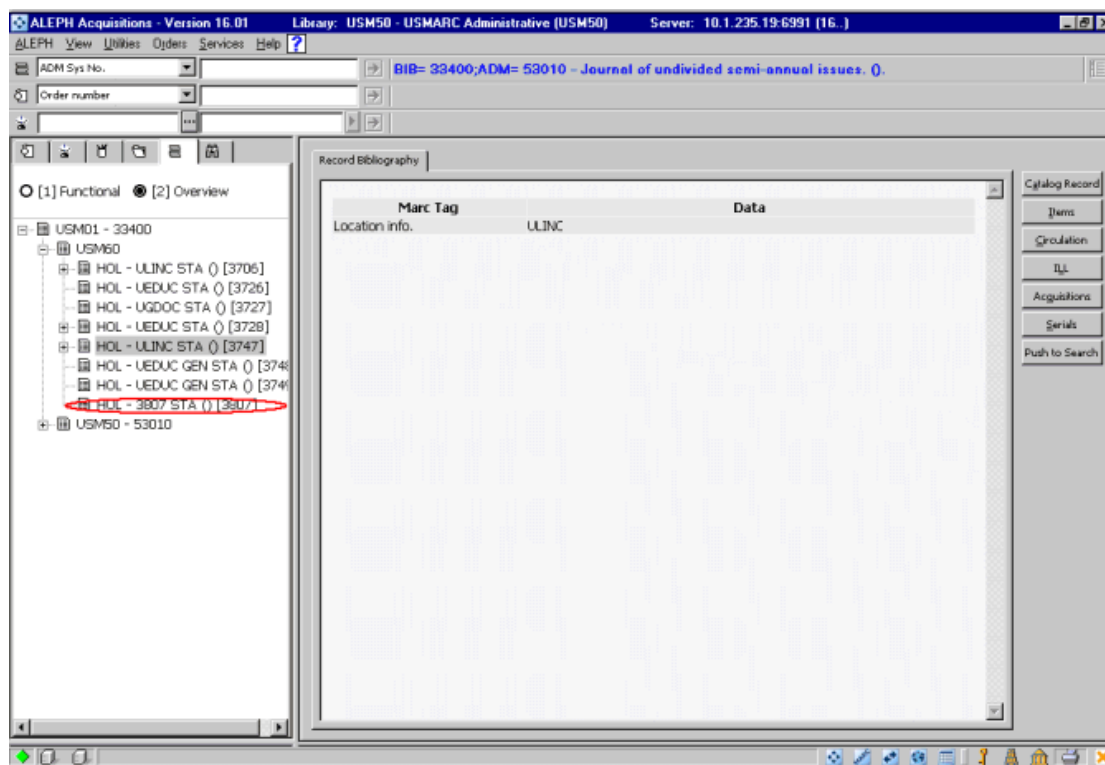 ALEPH Acquisitions - Version 16.01 Library: USM50 - USMARC Administrative (USM50) Server: 10.1.235.19:6991 (16..)
ALEPH View Utilities Orders Services Help ?
ADM Sys No. BIB= 33400;ADM= 53010 - Journal of undivided semi-annual issues. ().
Order number
...
Record Bibliography
[1] Functional [2] Overview
Catalog Record
Marc Tag Data
Items
Location info. ULINC
USM01 - 33400
Circulation
USM60
HOL - ULINC STA () [3706]
ILL
HOL - UEDUC STA () [3726]
Acquisitions
HOL - UGDOC STA () [3727]
HOL - UEDUC STA () [3728]
Serials
HOL - ULINC STA () [3747]
Push to Search
HOL - UEDUC GEN STA () [3748
HOL - UEDUC GEN STA () [3749
HOL - 3807 STA () [3807]
USM50 - 53010